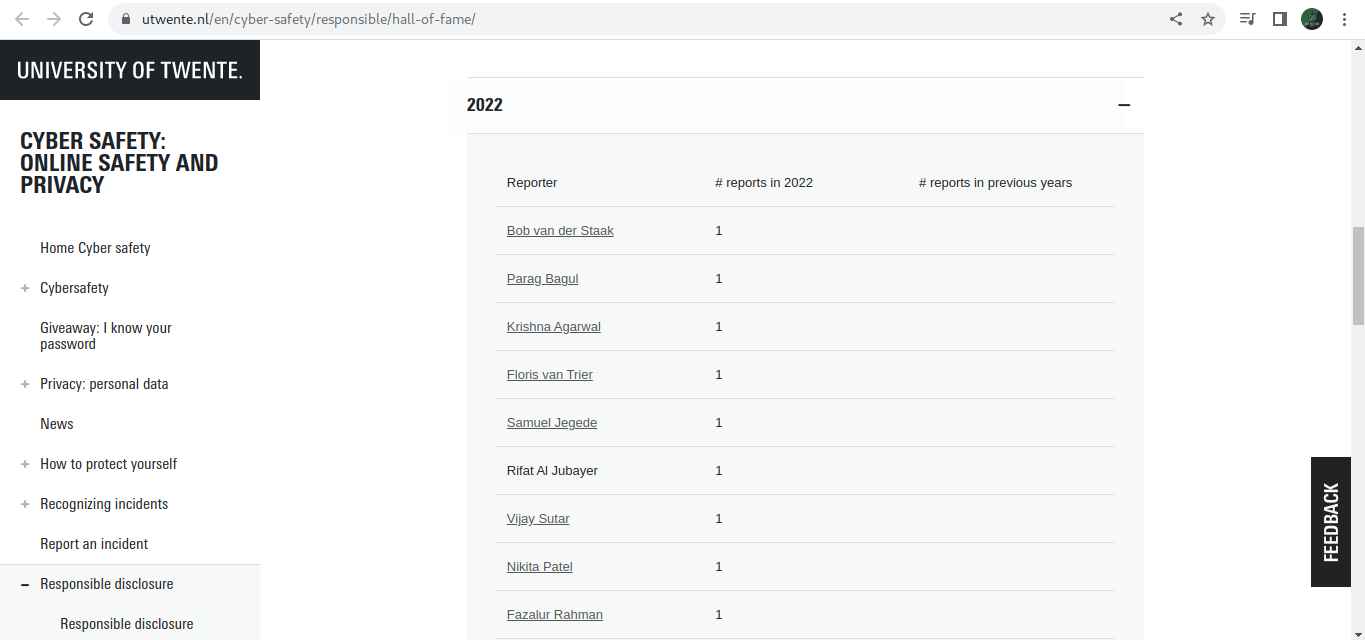 utwente.nl/en/cyber-safety/responsible/hall-of-fame/
UNIVERSITY OF TWENTE.
CYBER SAFETY:
ONLINE SAFETY AND
PRIVACY
Home Cyber safety
Cybersafety
Giveaway: I know your
password
Privacy: personal data
News
How to protect yourself
Recognizing incidents
Report an incident
Responsible disclosure
Responsible disclosure
2022
Reporter # reports in 2022 # reports in previous years
Bob van der Staak 1
Parag Bagul 1
Krishna Agarwal 1
Floris van Trier 1
Samuel Jegede 1
Rifat Al Jubayer 1
Vijay Sutar 1
Nikita Patel 1
Fazalur Rahman 1
FEEDBACK